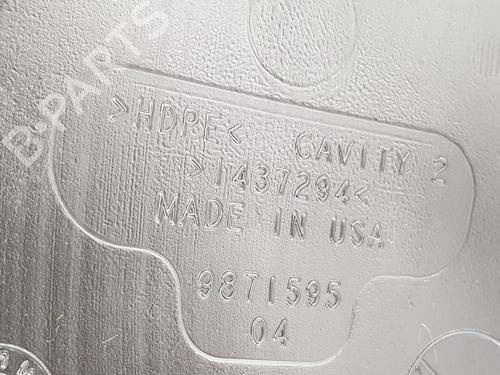 B-PARTS
>HDPE< CAVITY 2
>1437294<
MADE IN USA
9871595
04